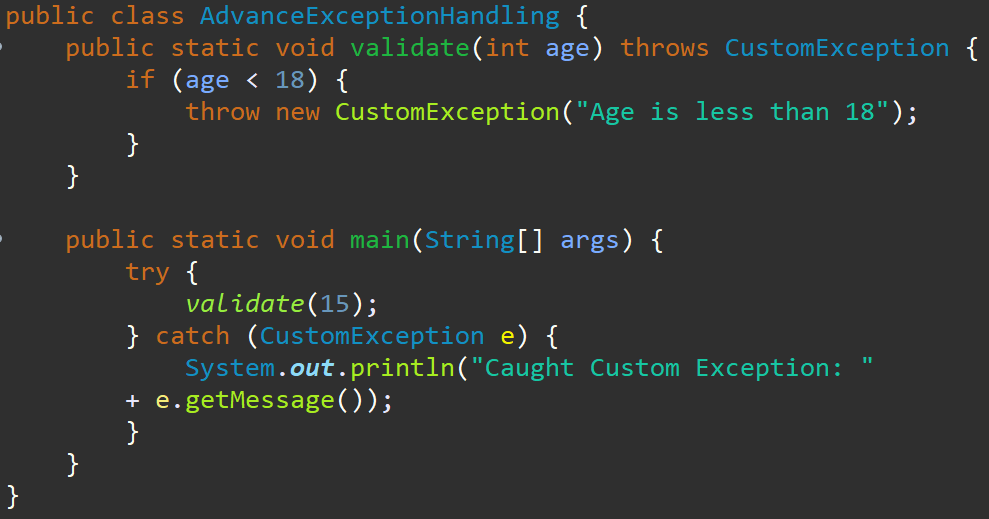 public class AdvanceExceptionHandling {
    public static void validate(int age) throws CustomException {
        if (age < 18) {
            throw new CustomException("Age is less than 18");
        }
    }

    public static void main(String[] args) {
        try {
            validate(15);
        } catch (CustomException e) {
            System.out.println("Caught Custom Exception: "
        + e.getMessage());
        }
    }
}